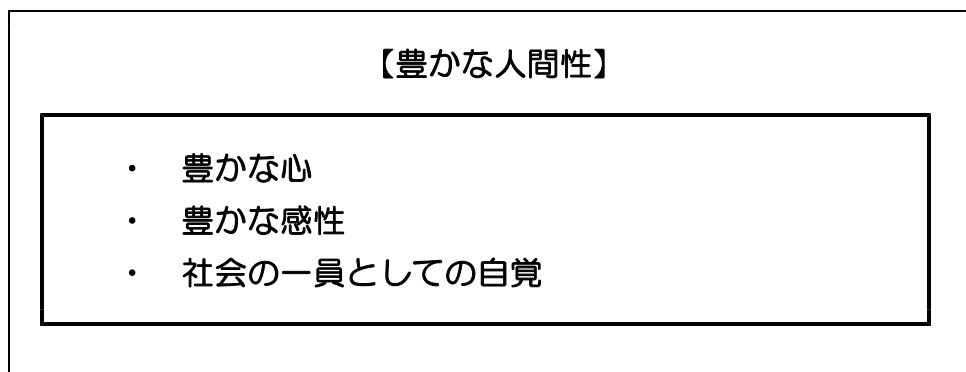 【豊かな人間性】
・ 豊かな心
・ 豊かな感性
・ 社会の一員としての自覚